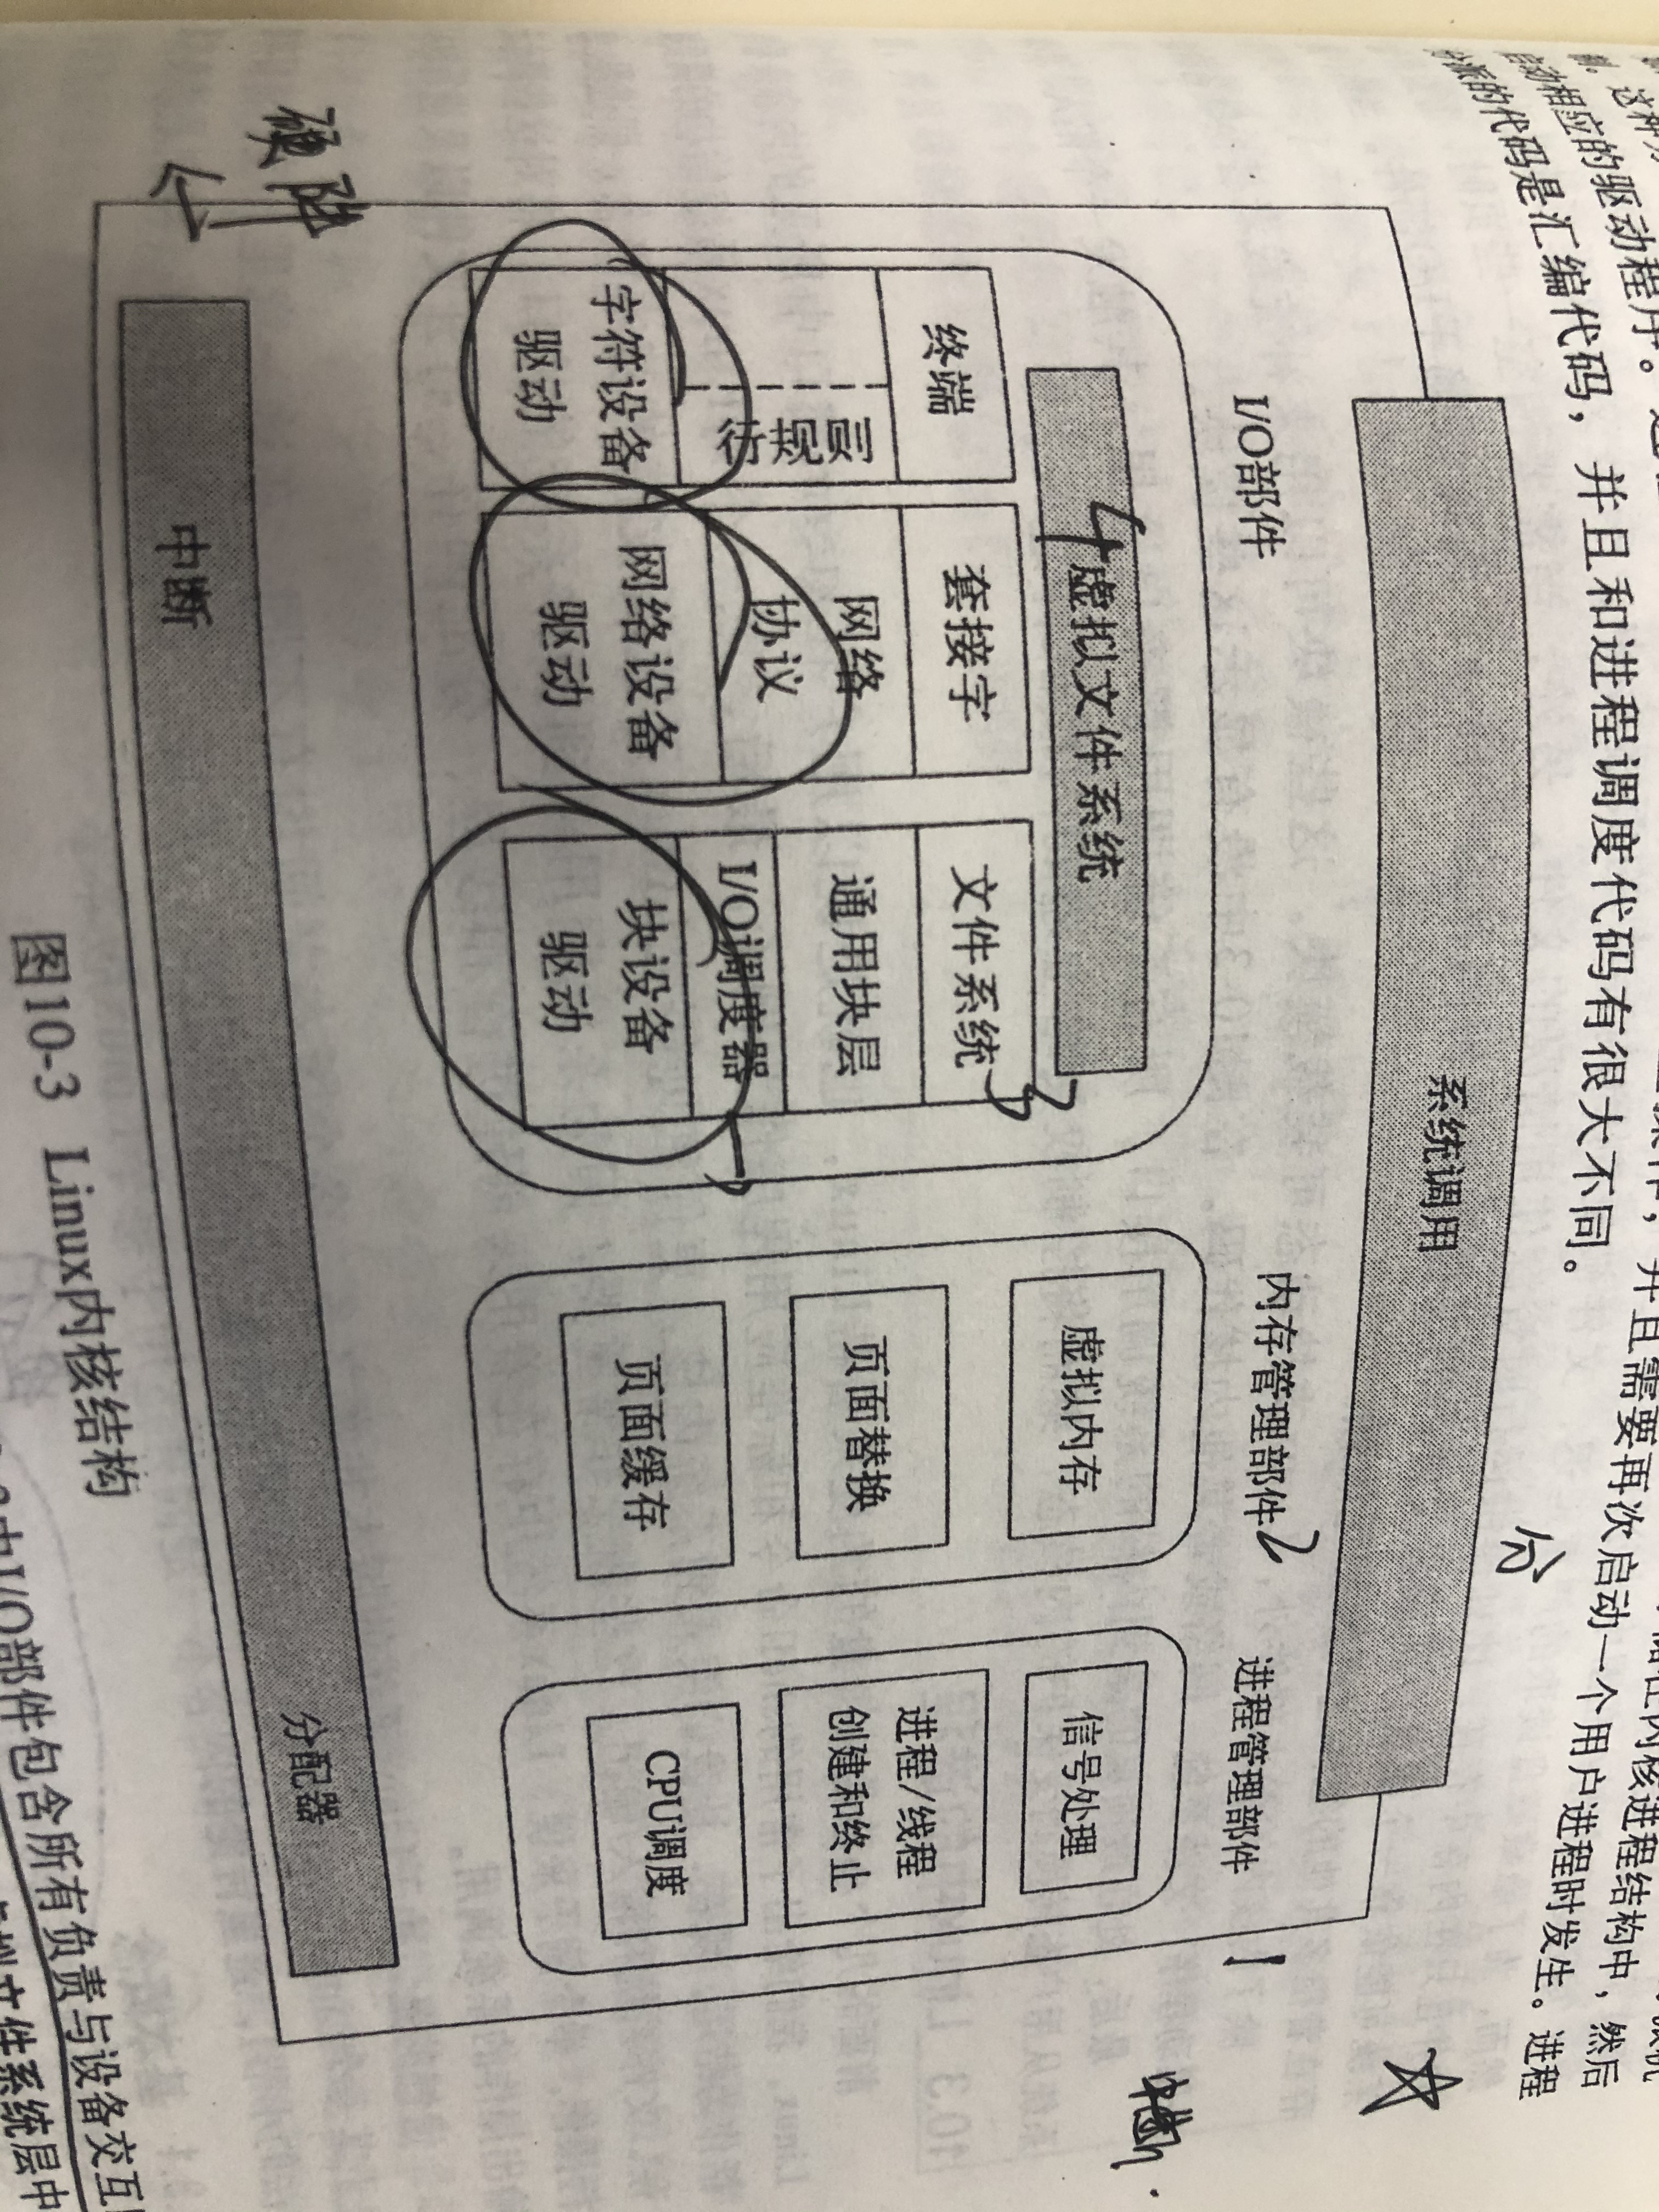 启动相应的驱动程序。
操作，并且需要再次启动一个用户进程时发生。进程
储在内核进程结构中，然后
分派的代码是汇编代码，并且和进程调度代码有很大不同。
分
系统调用
I/O部件
内存管理部件2
进程管理部件
1
中断
4虚拟文件系统
3
终端
套接字
文件系统
行规则
网络
协议
通用块层
I/O调度器
字符设备
驱动
网络设备
驱动
块设备
驱动
虚拟内存
页面替换
页面缓存
信号处理
进程/线程
创建和终止
CPU调度
硬件
中断
分配器
图10-3 Linux内核结构
中I/O部件包含所有负责与设备交互
虚拟文件系统层中